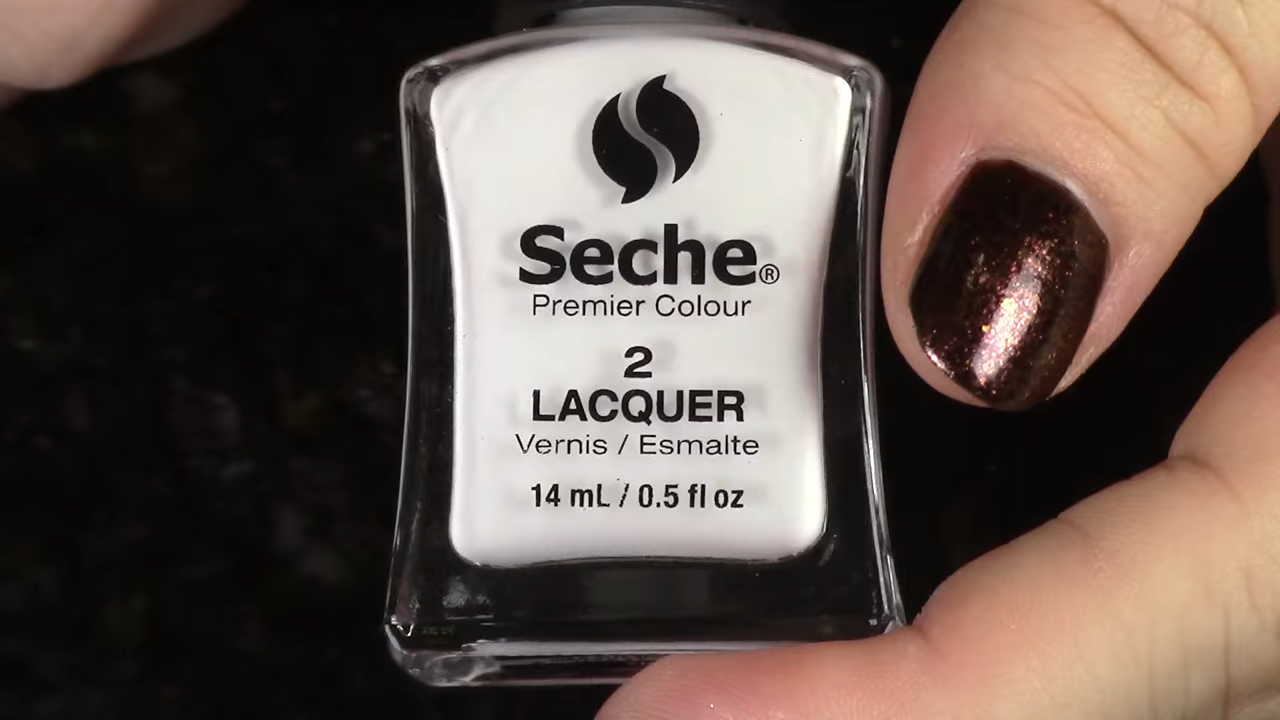 Seche®
Premier Colour
2
LACQUER
Vernis / Esmalte
14 mL / 0.5 fl oz